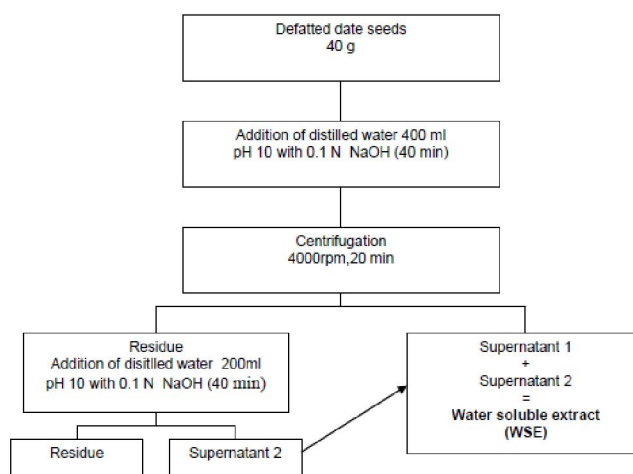 Defatted date seeds
40 g
Addition of distilled water 400 ml
pH 10 with 0.1 N NaOH (40 min)
Centrifugation
4000rpm,20 min
Residue
Addition of disitlled water 200ml
pH 10 with 0.1 N NaOH (40 min)
Supernatant 1
+
Supernatant 2
=
Water soluble extract
(WSE)
Residue
Supernatant 2